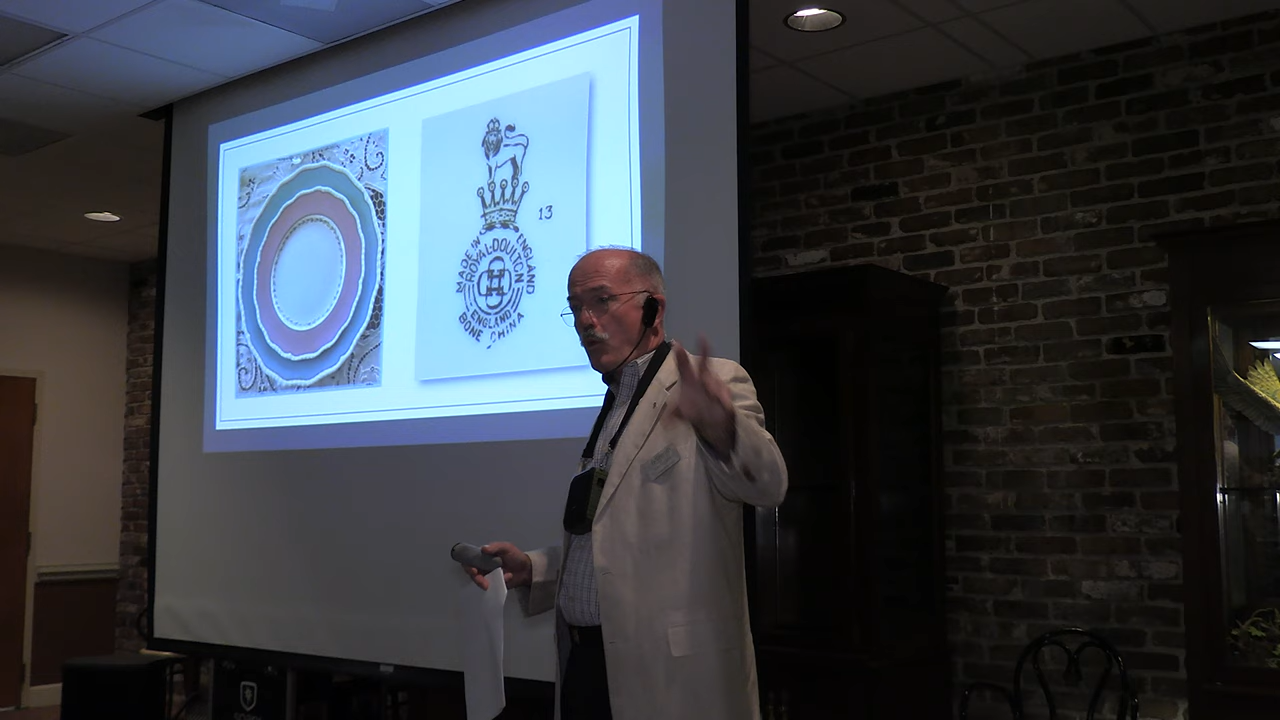 13
MADE IN ENGLAND
ROYAL·DOULTON
ENGLAND
BONE CHINA